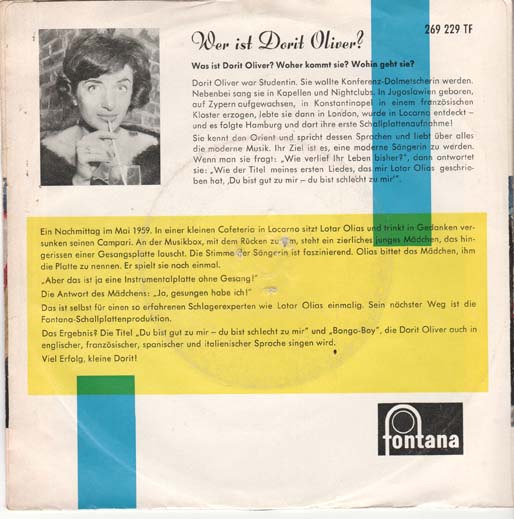 269 229 TF
Wer ist Dorit Oliver?
Was ist Dorit Oliver? Woher kommt sie? Wohin geht sie?
Dorit Oliver war Studentin. Sie wollte Konferenz-Dolmetscherin werden.
Nebenbei sang sie in Kapellen und Nightclubs. In Jugoslawien geboren,
auf Zypern aufgewachsen, in Konstantinopel in einem französischen
Kloster erzogen, lebte sie dann in London, wurde in Locarno entdeckt –
und es folgte Hamburg und dort ihre erste Schallplattenaufnahme!
Sie kennt den Orient und spricht dessen Sprachen und liebt über alles
die moderne Musik. Ihr Ziel ist es, eine moderne Sängerin zu werden.
Wenn man sie fragt: „Wie verlief Ihr Leben bisher?", dann antwortet
sie: „Wie der Titel meines ersten Liedes, das mir Lotar Olias geschrie-
ben hat, ‚Du bist gut zu mir – du bist schlecht zu mir'".
Ein Nachmittag im Mai 1959. In einer kleinen Cafeteria in Locarno sitzt Lotar Olias und trinkt in Gedanken ver-
sunken seinen Campari. An der Musikbox, mit dem Rücken zu ihm, steht ein zierliches junges Mädchen, das hin-
gerissen einer Gesangsplatte lauscht. Die Stimme der Sängerin ist faszinierend. Olias bittet das Mädchen, ihm
die Platte zu nennen. Er spielt sie noch einmal.
„Aber das ist ja eine Instrumentalplatte ohne Gesang!"
Die Antwort des Mädchens: „Ja, gesungen habe ich!"
Das ist selbst für einen so erfahrenen Schlagerexperten wie Lotar Olias einmalig. Sein nächster Weg ist die
Fontana-Schallplattenproduktion.
Das Ergebnis? Die Titel „Du bist gut zu mir – du bist schlecht zu mir" und „Bongo-Boy", die Dorit Oliver auch in
englischer, französischer, spanischer und italienischer Sprache singen wird.
Viel Erfolg, kleine Dorit!
fontana